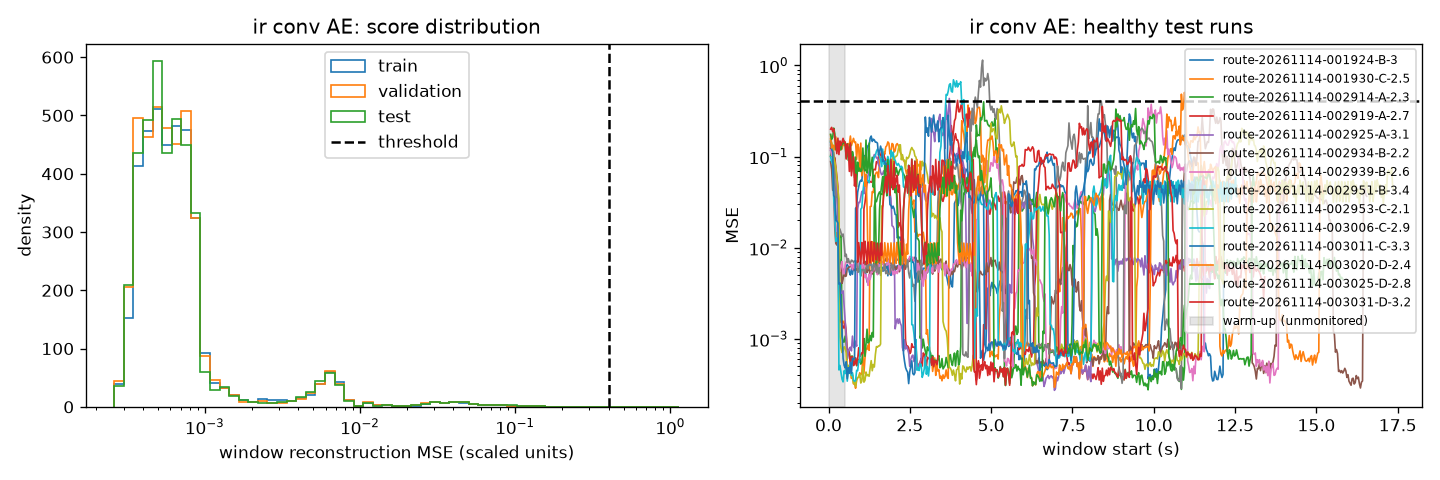 ir conv AE: score distribution
600
500
400
300
200
100
0
density
10⁻³
10⁻²
10⁻¹
10⁰
window reconstruction MSE (scaled units)
train
validation
test
threshold
ir conv AE: healthy test runs
10⁰
10⁻¹
10⁻²
10⁻³
MSE
0.0
2.5
5.0
7.5
10.0
12.5
15.0
17.5
window start (s)
route-20261114-001924-B-3
route-20261114-001930-C-2.5
route-20261114-002914-A-2.3
route-20261114-002919-A-2.7
route-20261114-002925-A-3.1
route-20261114-002934-B-2.2
route-20261114-002939-B-2.6
route-20261114-002951-B-3.4
route-20261114-002953-C-2.1
route-20261114-003006-C-2.9
route-20261114-003011-C-3.3
route-20261114-003020-D-2.4
route-20261114-003025-D-2.8
route-20261114-003031-D-3.2
warm-up (unmonitored)